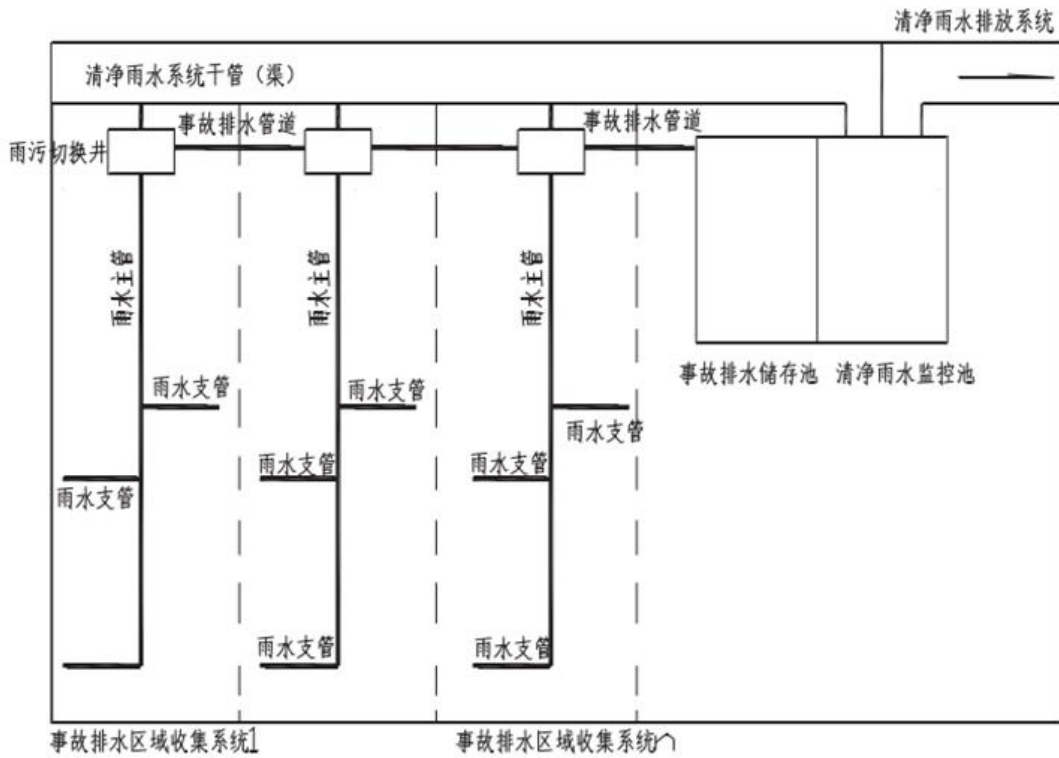 清净雨水排放系统
清净雨水系统干管（渠）
事故排水管道
事故排水管道
雨污切换井
雨水主管
雨水主管
雨水主管
事故排水储存池
清净雨水监控池
雨水支管
雨水支管
雨水支管
雨水支管
雨水支管
雨水支管
雨水支管
雨水支管
事故排水区域收集系统1
事故排水区域收集系统n